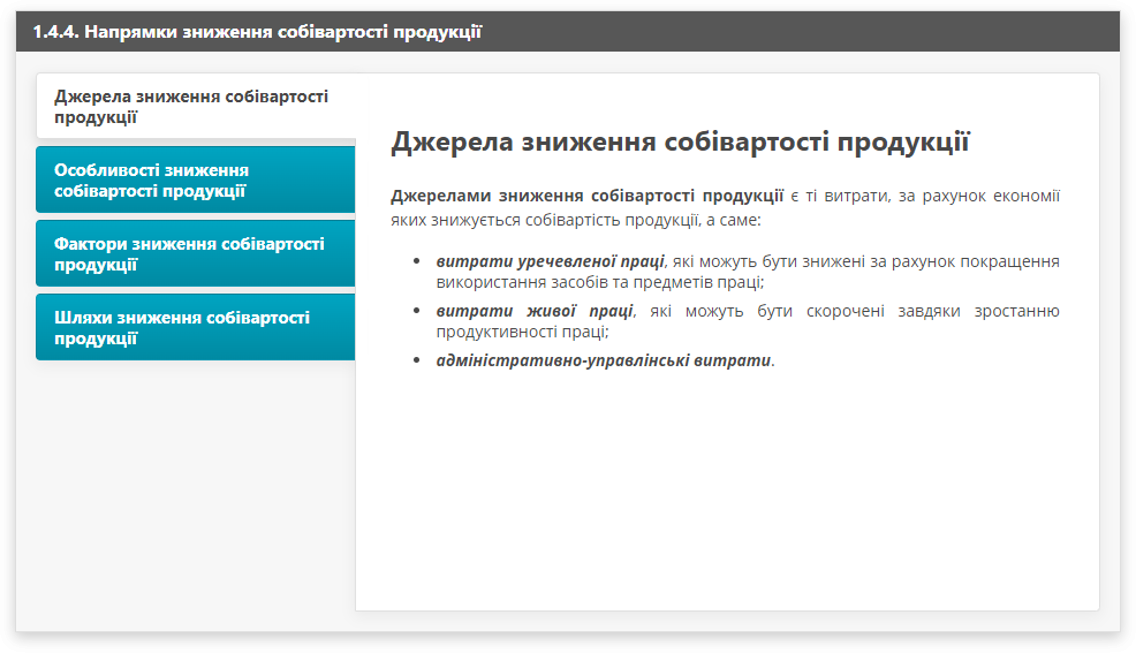 1.4.4. Напрямки зниження собівартості продукції
Джерела зниження собівартості
продукції
Особливості зниження
собівартості продукції
Фактори зниження собівартості
продукції
Шляхи зниження собівартості
продукції
Джерела зниження собівартості продукції
Джерелами зниження собівартості продукції є ті витрати, за рахунок економії
яких знижується собівартість продукції, а саме:
• витрати уречевленої праці, які можуть бути знижені за рахунок покращення
використання засобів та предметів праці;
• витрати живої праці, які можуть бути скорочені завдяки зростанню
продуктивності праці;
• адміністративно-управлінські витрати.